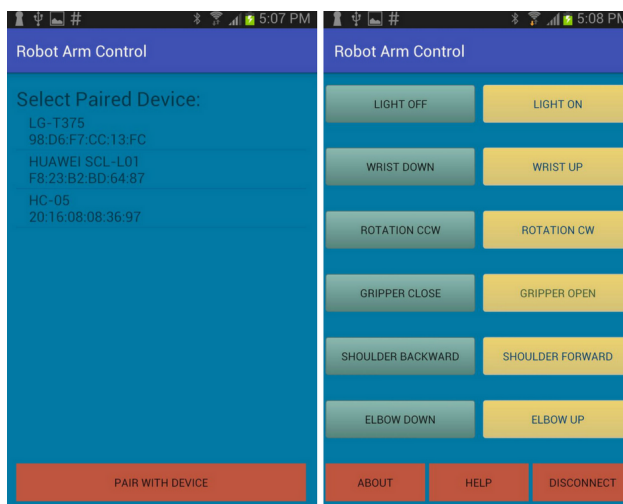 # 5:07 PM
Robot Arm Control
Select Paired Device:
LG-T375
98:D6:F7:CC:13:FC
HUAWEI SCL-L01
F8:23:B2:BD:64:87
HC-05
20:16:08:08:36:97
PAIR WITH DEVICE
# 5:08 PM
Robot Arm Control
LIGHT OFF LIGHT ON
WRIST DOWN WRIST UP
ROTATION CCW ROTATION CW
GRIPPER CLOSE GRIPPER OPEN
SHOULDER BACKWARD SHOULDER FORWARD
ELBOW DOWN ELBOW UP
ABOUT HELP DISCONNECT